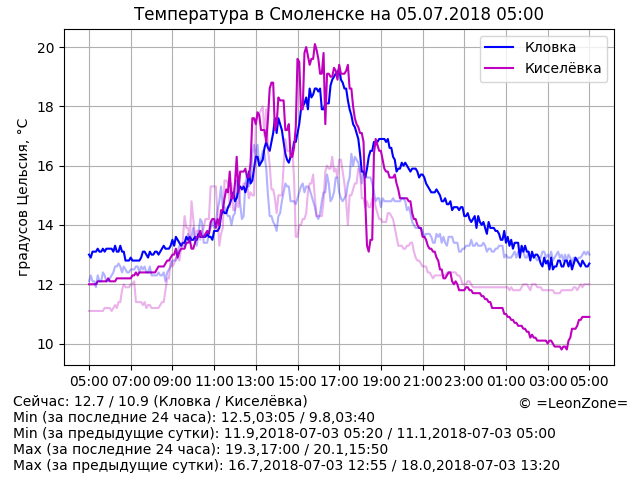 Температура в Смоленске на 05.07.2018 05:00
Кловка
Киселёвка
градусов Цельсия, °C
20
18
16
14
12
10
05:00 07:00 09:00 11:00 13:00 15:00 17:00 19:00 21:00 23:00 01:00 03:00 05:00
Сейчас: 12.7 / 10.9 (Кловка / Киселёвка)
© =LeonZone=
Min (за последние 24 часа): 12.5,03:05 / 9.8,03:40
Min (за предыдущие сутки): 11.9,2018-07-03 05:20 / 11.1,2018-07-03 05:00
Max (за последние 24 часа): 19.3,17:00 / 20.1,15:50
Max (за предыдущие сутки): 16.7,2018-07-03 12:55 / 18.0,2018-07-03 13:20